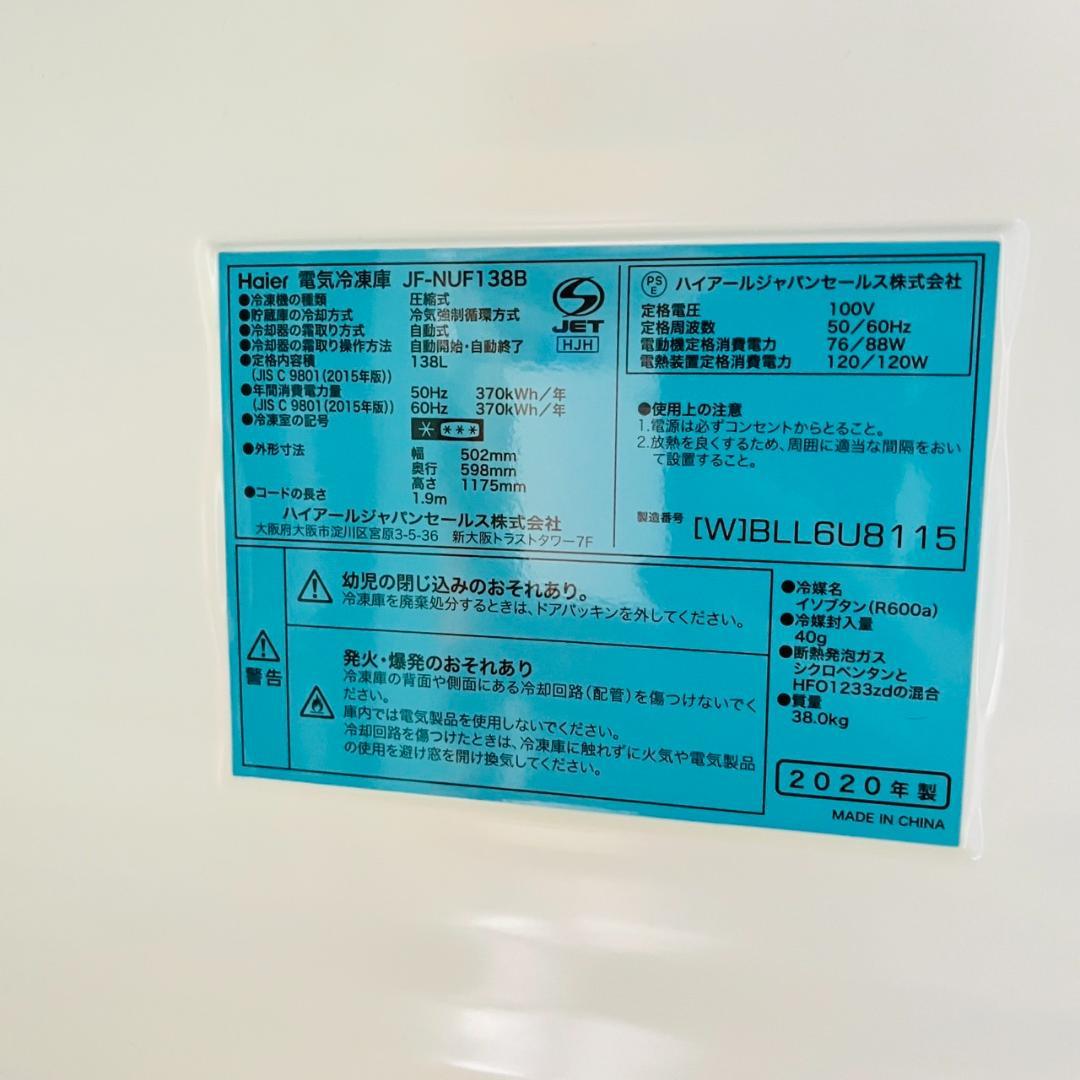 Haier 電気冷凍庫 JF-NUF138B
●冷凍機の種類 圧縮式
●貯蔵庫の冷却方式 冷気強制循環方式
●冷却器の霜取り方式 自動式
●冷却器の霜取り操作方法 自動開始・自動終了
●定格内容積 138L
(JIS C 9801(2015年版))
●年間消費電力量 50Hz 370kWh/年
(JIS C 9801(2015年版)) 60Hz 370kWh/年
●冷凍室の記号 * ***
●外形寸法 幅 502mm
奥行 598mm
高さ 1175mm
●コードの長さ 1.9m
ハイアールジャパンセールス株式会社
大阪府大阪市淀川区宮原3-5-36 新大阪トラストタワー7F
S
JET
HJH
PS
E ハイアールジャパンセールス株式会社
定格電圧 100V
定格周波数 50/60Hz
電動機定格消費電力 76/88W
電熱装置定格消費電力 120/120W
●使用上の注意
1.電源は必ずコンセントからとること。
2.放熱を良くするため、周囲に適当な間隔をおい
て設置すること。
製造番号 [W]BLL6U8115
警告
幼児の閉じ込みのおそれあり。
冷凍庫を廃棄処分するときは、ドアパッキンを外してください。
発火・爆発のおそれあり
冷凍庫の背面や側面にある冷却回路(配管)を傷つけないでく
ださい。
庫内では電気製品を使用しないでください。
冷却回路を傷つけたときは、冷凍庫に触れずに火気や電気製品
の使用を避け窓を開け換気してください。
●冷媒名
イソブタン(R600a)
●冷媒封入量
40g
●断熱発泡ガス
シクロペンタンと
HFO1233zdの混合
●質量
38.0kg
2020年製
MADE IN CHINA